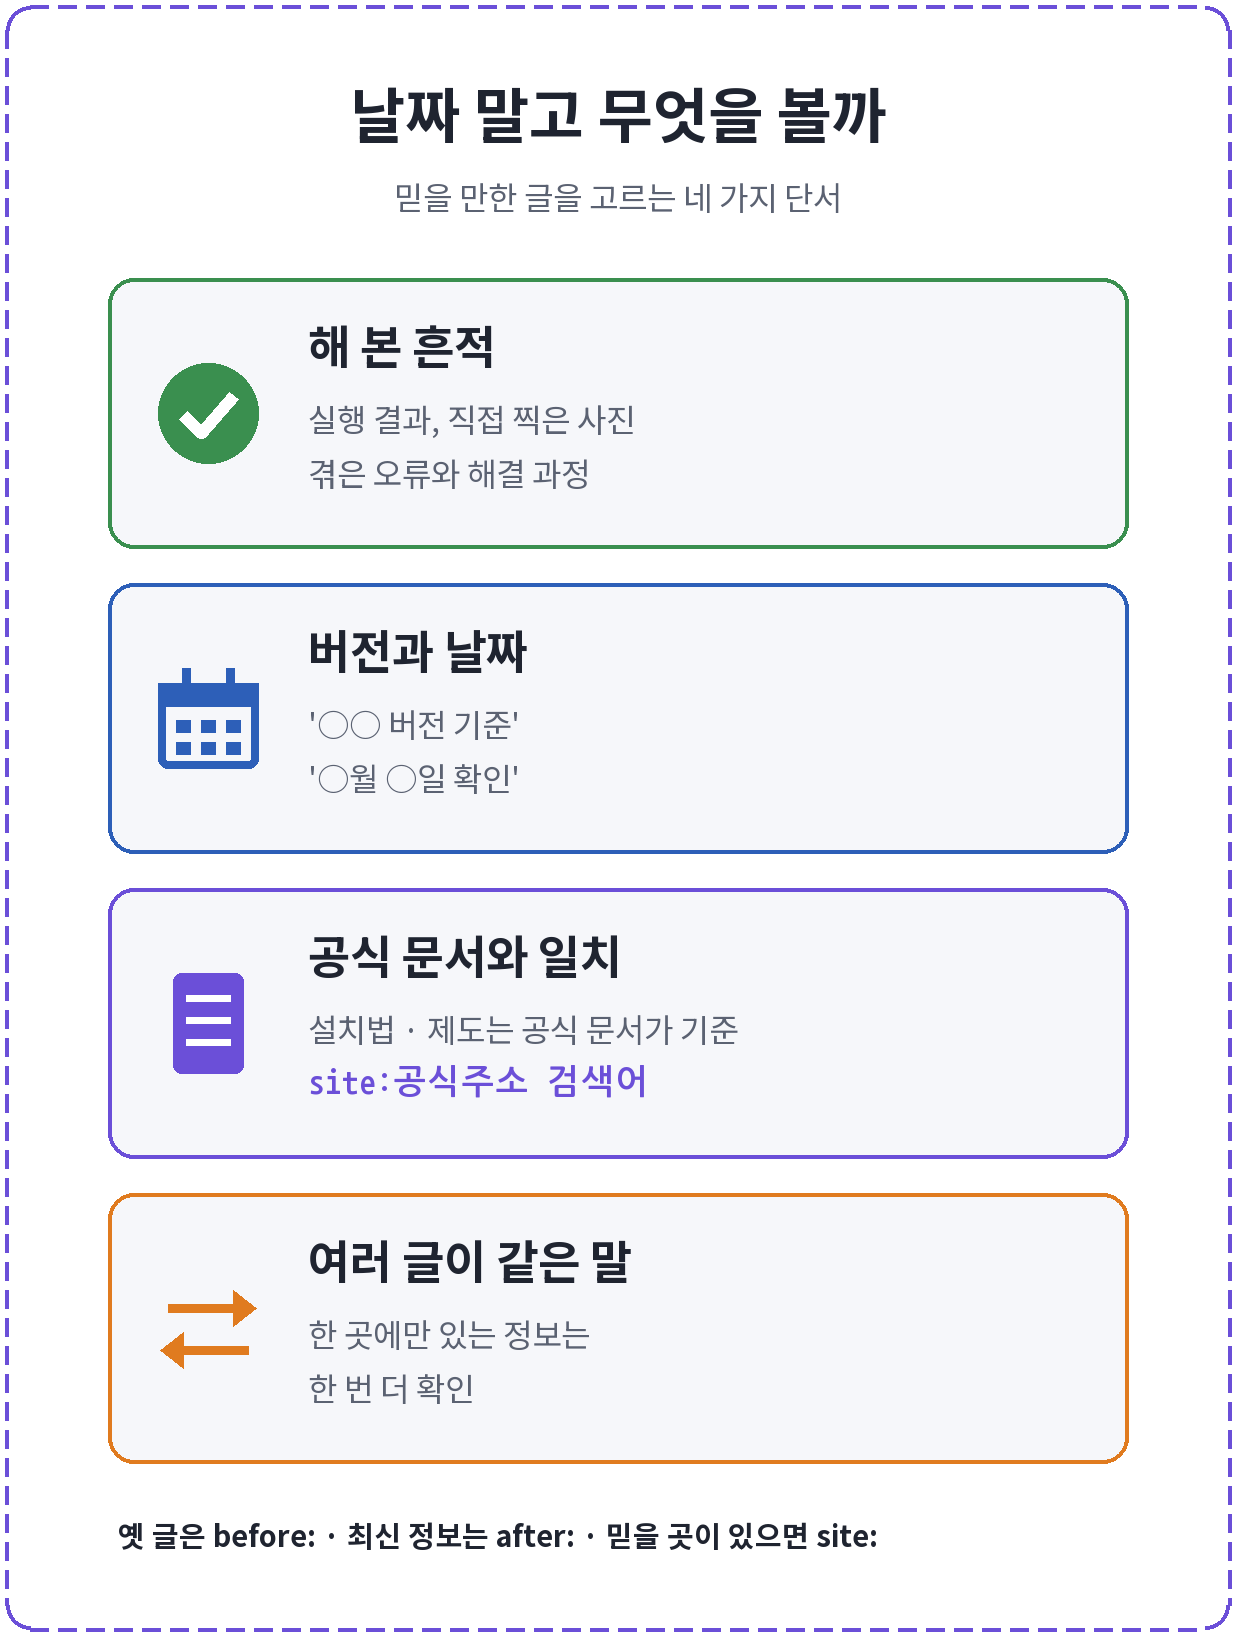 날짜 말고 무엇을 볼까
믿을 만한 글을 고르는 네 가지 단서
해 본 흔적
실행 결과, 직접 찍은 사진
겪은 오류와 해결 과정
버전과 날짜
'○○ 버전 기준'
'○월 ○일 확인'
공식 문서와 일치
설치법 · 제도는 공식 문서가 기준
site:공식주소 검색어
여러 글이 같은 말
한 곳에만 있는 정보는
한 번 더 확인
옛 글은 before: · 최신 정보는 after: · 믿을 곳이 있으면 site: